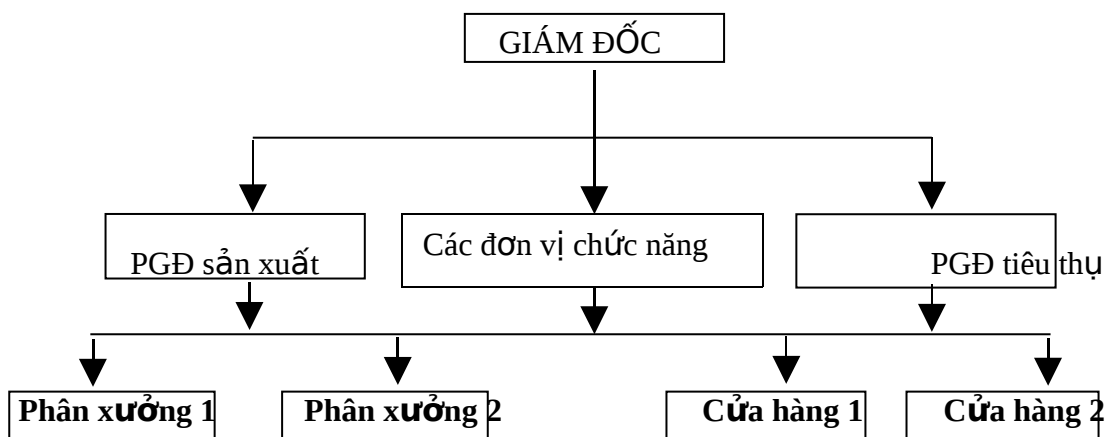 GIÁM ĐỐC
PGĐ sản xuất
Các đơn vị chức năng
PGĐ tiêu thụ
Phân xưởng 1
Phân xưởng 2
Cửa hàng 1
Cửa hàng 2